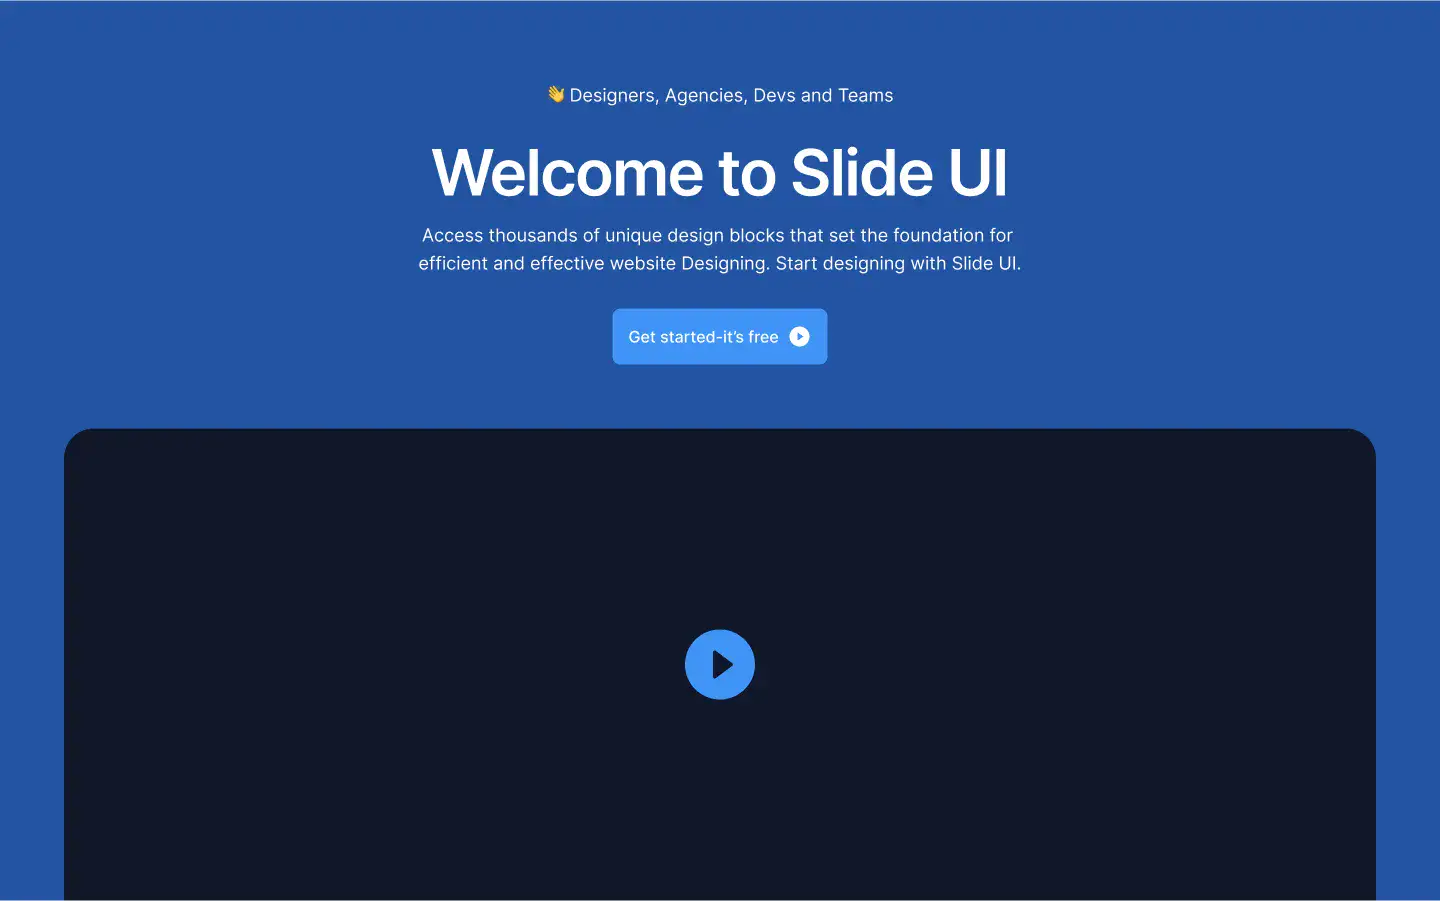 👋 Designers, Agencies, Devs and Teams
Welcome to Slide UI
Access thousands of unique design blocks that set the foundation for
efficient and effective website Designing. Start designing with Slide UI.
Get started-it’s free